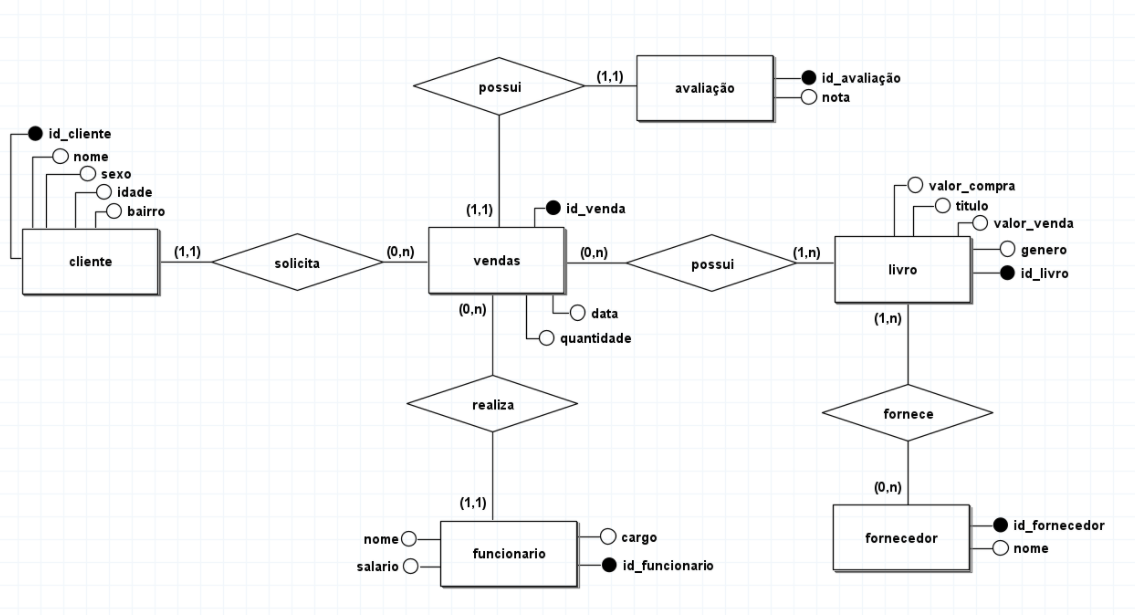 possui
(1,1)
avaliação
id_avaliação
nota
(1,1)
id_cliente
nome
sexo
idade
bairro
cliente
(1,1)
solicita
(0,n)
id_venda
vendas
(0,n)
data
quantidade
(0,n)
possui
(1,n)
valor_compra
titulo
valor_venda
genero
id_livro
livro
(1,n)
realiza
fornece
(1,1)
(0,n)
nome
salario
funcionario
cargo
id_funcionario
fornecedor
id_fornecedor
nome